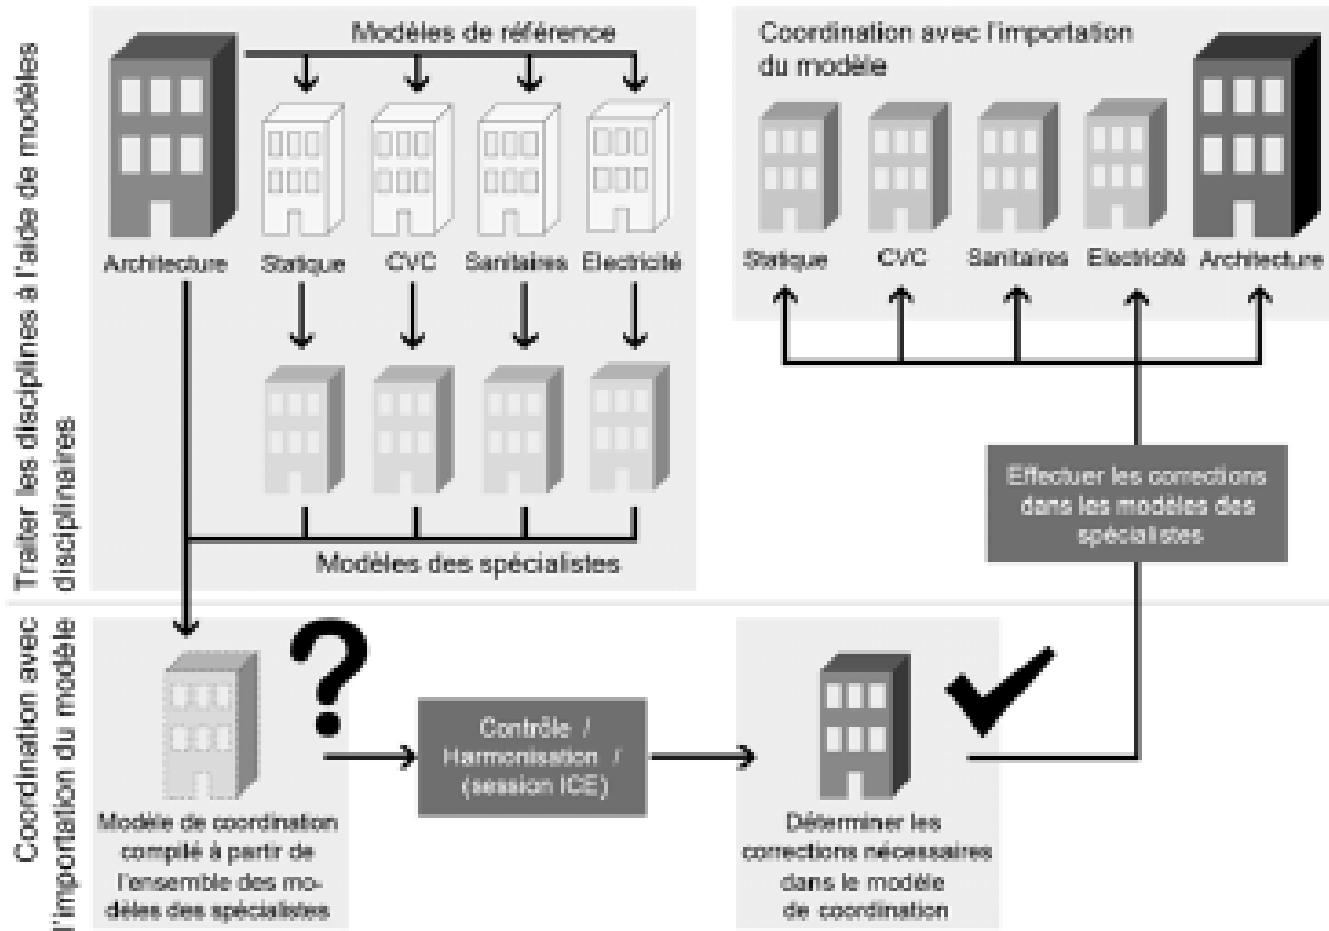 Traiter les disciplines à l'aide de modèles
disciplinaires
Modèles de référence
Architecture
Statique
CVC
Sanitaires
Electricité
Modèles des spécialistes
Coordination avec l'importation
du modèle
Statique
CVC
Sanitaires
Electricité
Architecture
Effectuer les corrections
dans les modèles des
spécialistes
Coordination avec
l'importation du modèle
?
Modèle de coordination
compilé à partir de
l'ensemble des mo-
dèles des spécialistes
Contrôle /
Harmonisation /
(session ICE)
Déterminer les
corrections nécessaires
dans le modèle
de coordination